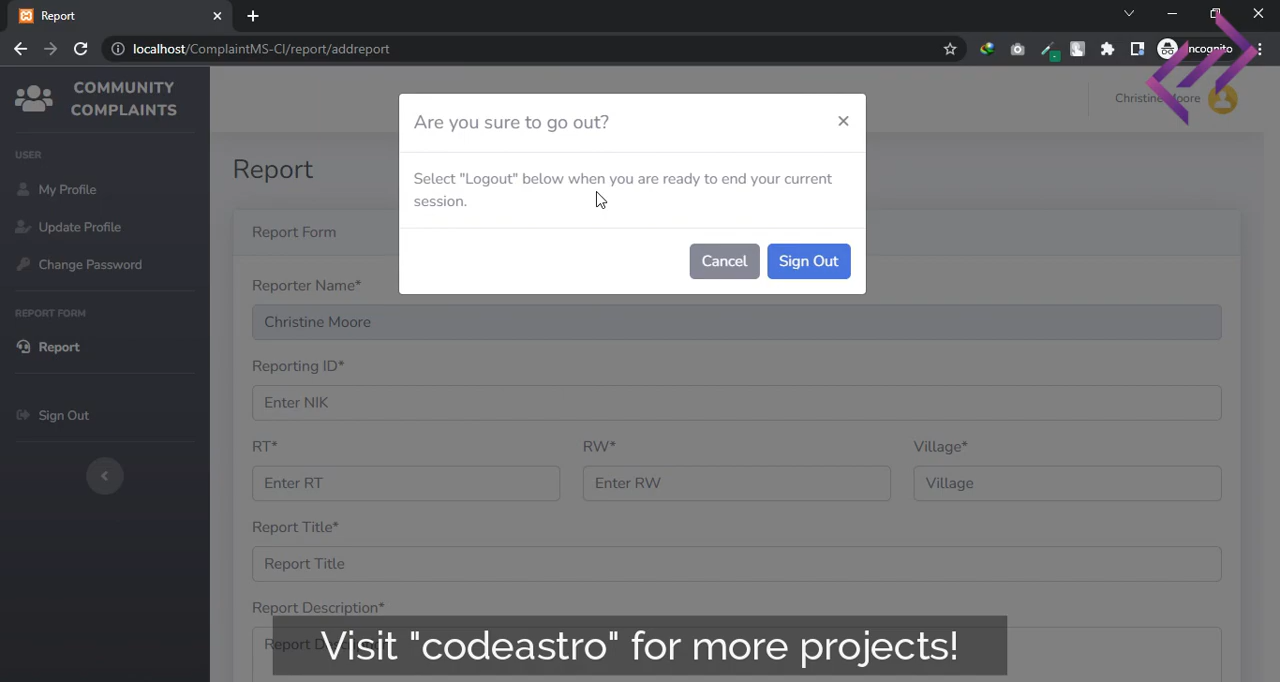 Report
localhost/ComplaintMS-CI/report/addreport
Incognito
COMMUNITY
COMPLAINTS
Christine Moore
USER
My Profile
Update Profile
Change Password
REPORT FORM
Report
Sign Out
Are you sure to go out?
Select "Logout" below when you are ready to end your current
session.
Cancel
Sign Out
Report
Report Form
Reporter Name*
Christine Moore
Reporting ID*
Enter NIK
RT*
RW*
Village*
Enter RT
Enter RW
Village
Report Title*
Report Title
Report Description*
Visit "codeastro" for more projects!